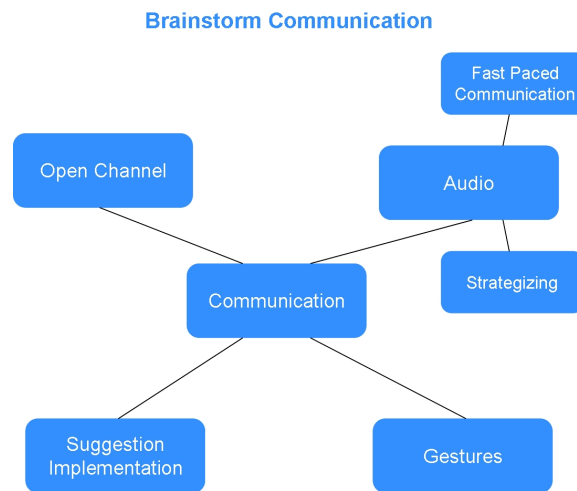 Brainstorm Communication
Fast Paced
Communication
Open Channel
Audio
Strategizing
Communication
Suggestion
Implementation
Gestures